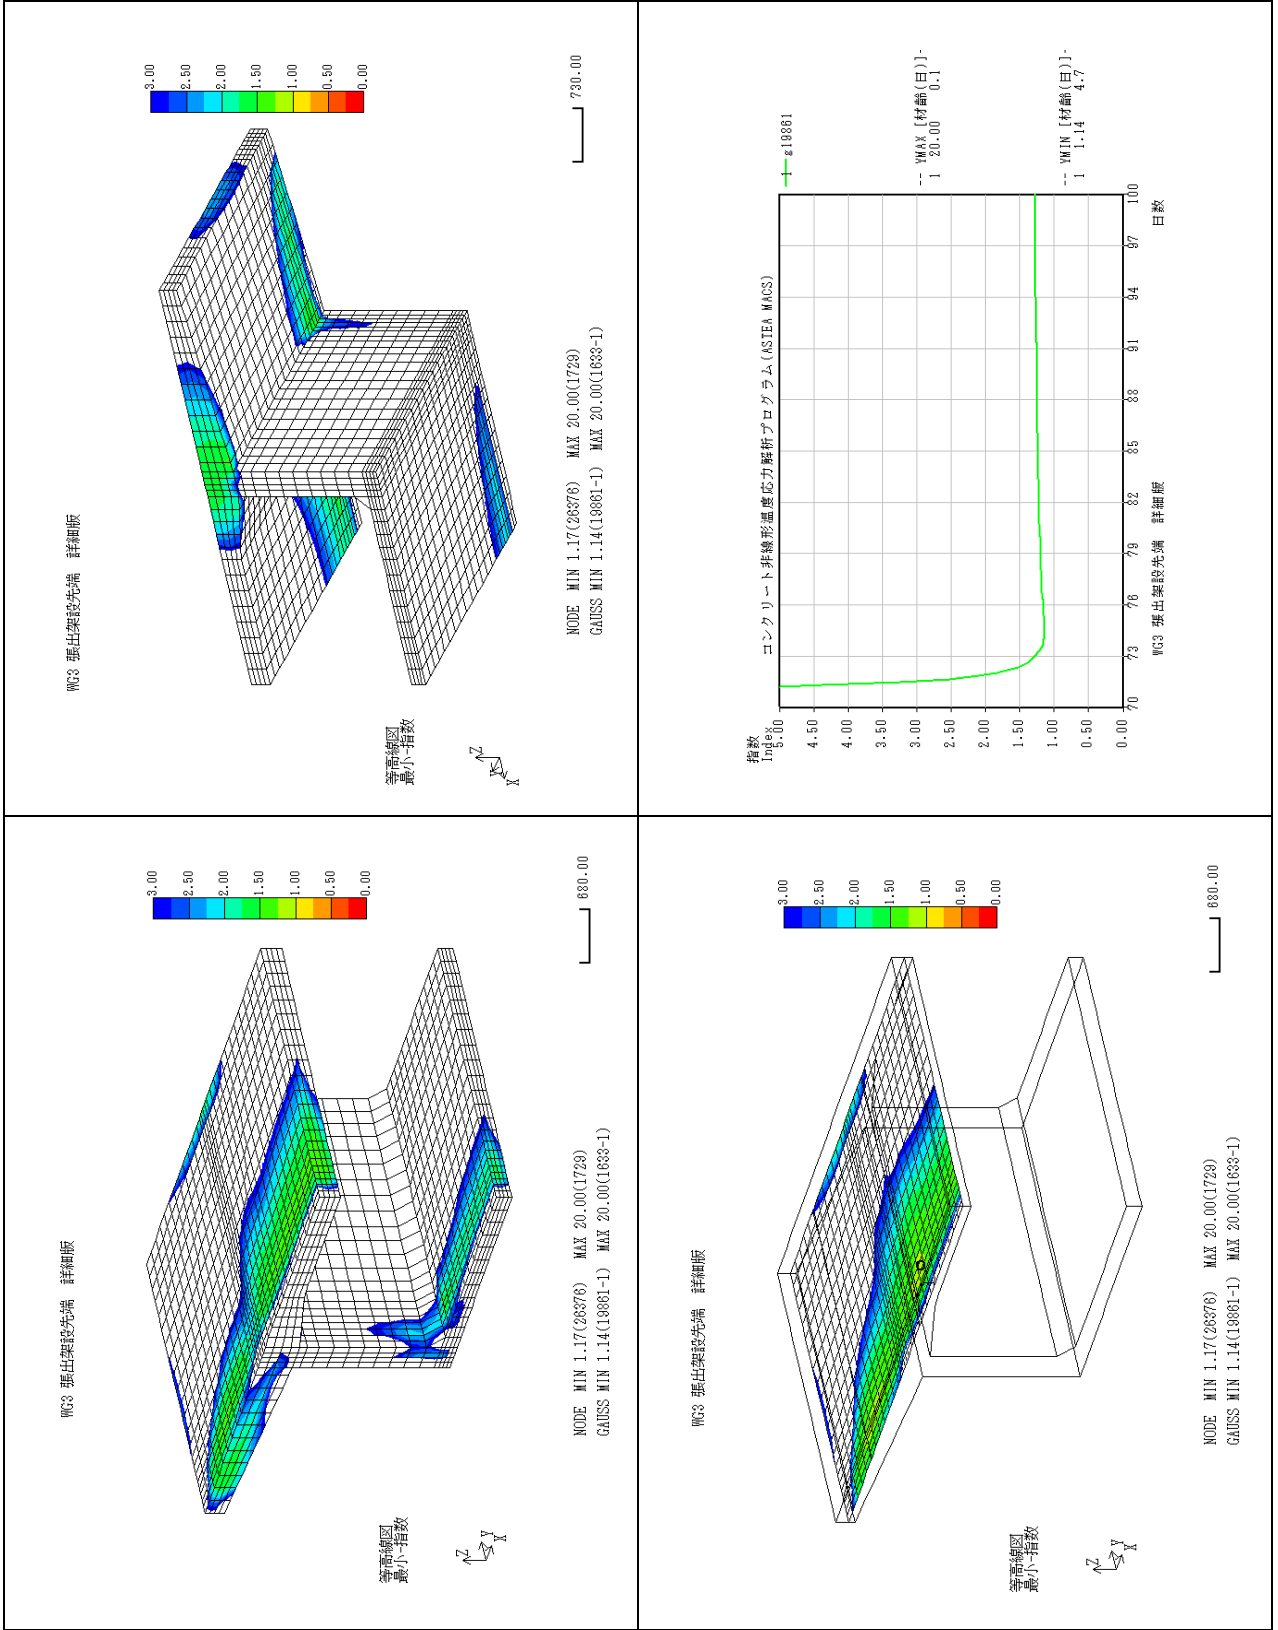 WG3 張出架設先端　詳細版
3.00
2.50
2.00
1.50
1.00
0.50
0.00
等高線図
最小-指数
Z
Y
X
680.00
NODE MIN 1.17(26376) MAX 20.00(1729)
GAUSS MIN 1.14(19861-1) MAX 20.00(1633-1)
WG3 張出架設先端　詳細版
3.00
2.50
2.00
1.50
1.00
0.50
0.00
等高線図
最小-指数
Z
Y
X
730.00
NODE MIN 1.17(26376) MAX 20.00(1729)
GAUSS MIN 1.14(19861-1) MAX 20.00(1633-1)
WG3 張出架設先端　詳細版
3.00
2.50
2.00
1.50
1.00
0.50
0.00
等高線図
最小-指数
Z
Y
X
680.00
NODE MIN 1.17(26376) MAX 20.00(1729)
GAUSS MIN 1.14(19861-1) MAX 20.00(1633-1)
コンクリート非線形温度応力解析プログラム(ASTEA MACS)
指数
Index
5.00
4.50
4.00
3.50
3.00
2.50
2.00
1.50
1.00
0.50
0.00
70 73 76 79 82 85 88 91 94 97 100
日数
1 g19861
-- YMAX [材齢(日)]-
1 20.00 0.1
-- YMIN [材齢(日)]-
1 1.14 4.7
WG3 張出架設先端　詳細版